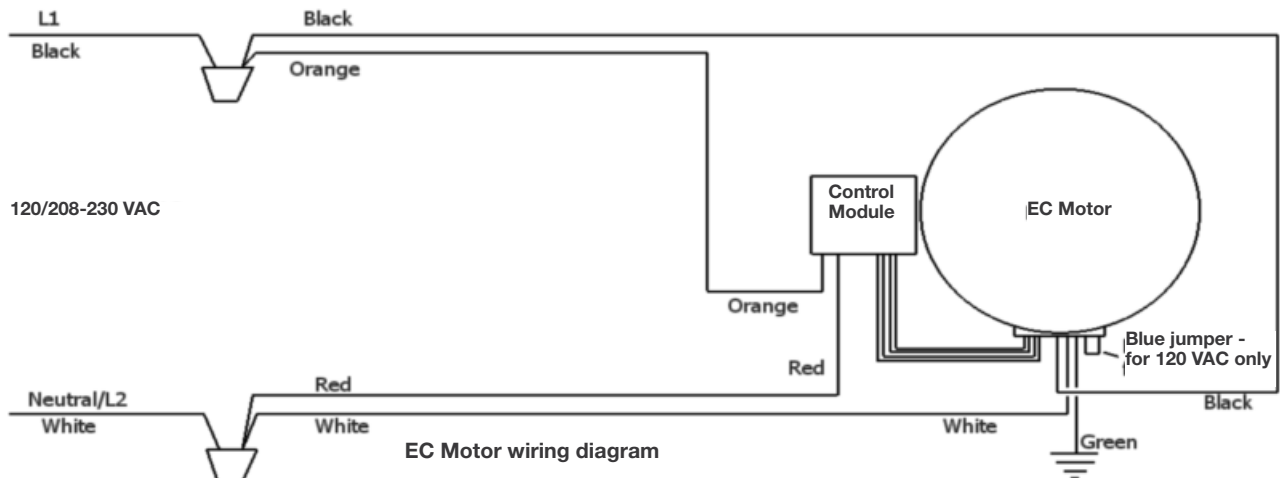 L1
Black
Black
Orange
120/208-230 VAC
Control
Module
EC Motor
Orange
Blue jumper -
for 120 VAC only
Red
Red
Neutral/L2
White
White
White
Black
EC Motor wiring diagram
Green